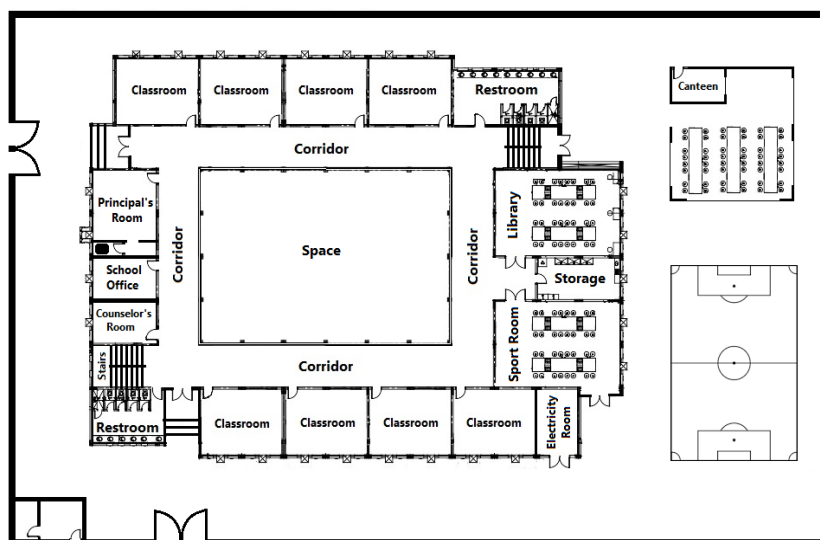 Classroom
Classroom
Classroom
Classroom
Restroom
Canteen
Corridor
Principal's
Room
Corridor
Space
Corridor
Library
School
Office
Storage
Counselor's
Room
Stairs
Corridor
Sport Room
Restroom
Classroom
Classroom
Classroom
Classroom
Electricity
Room